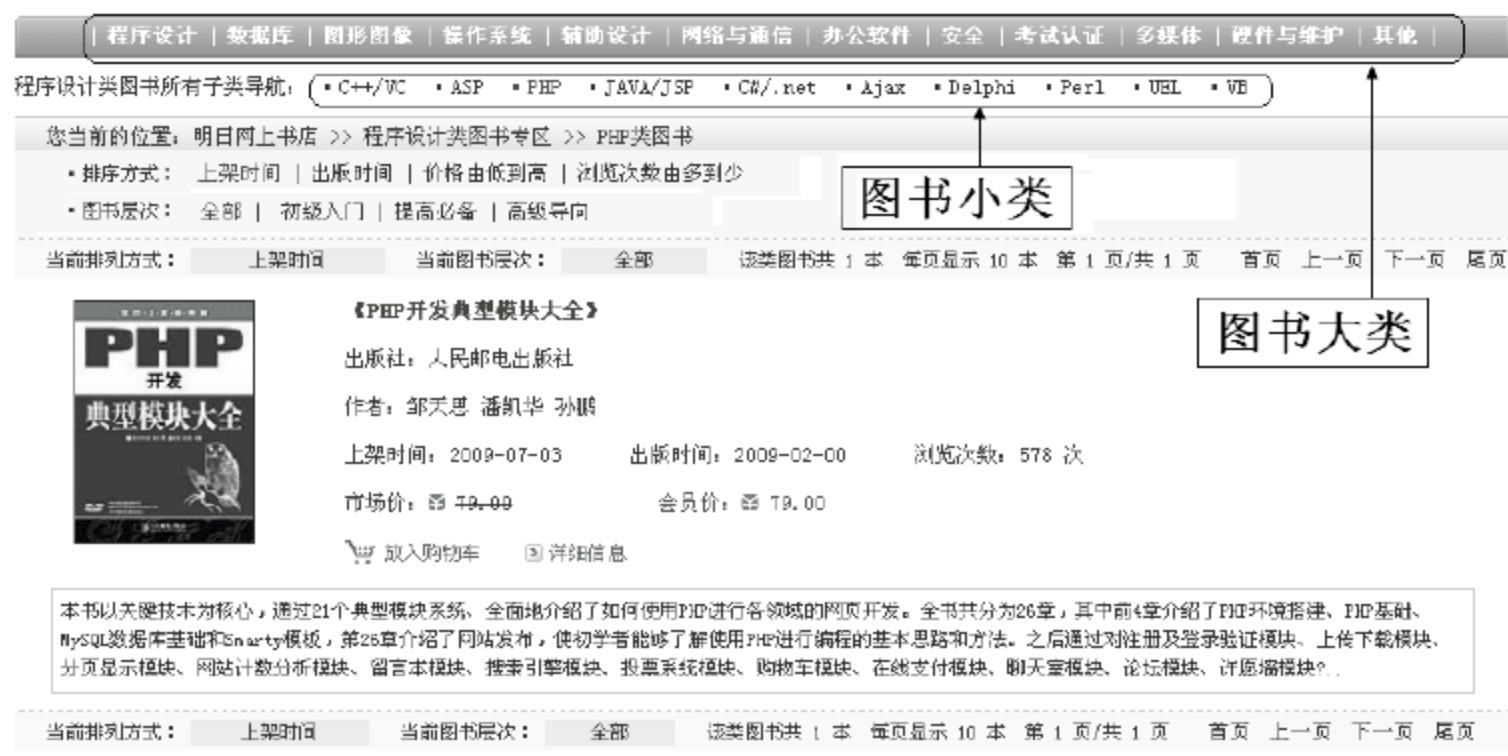 | 程序设计 | 数据库 | 图形图像 | 操作系统 | 辅助设计 | 网络与通信 | 办公软件 | 安全 | 考试认证 | 多媒体 | 硬件与维护 | 其他 |
程序设计类图书所有子类导航: ▪ C++/VC ▪ ASP ▪ PHP ▪ JAVA/JSP ▪ C#/.net ▪ Ajax ▪ Delphi ▪ Perl ▪ UML ▪ VB
您当前的位置: 明日网上书店 >> 程序设计类图书专区 >> PHP类图书
▪ 排序方式: 上架时间 | 出版时间 | 价格由低到高 | 浏览次数由多到少
图书小类
▪ 图书层次: 全部 | 初级入门 | 提高必备 | 高级导向
当前排列方式: 上架时间 当前图书层次: 全部 该类图书共 1 本 每页显示 10 本 第 1 页/共 1 页 首页 上一页 下一页 尾页
图书大类
PHP
开发
典型模块大全
《PHP开发典型模块大全》
出版社: 人民邮电出版社
作者: 邹天思 潘凯华 孙鹏
上架时间: 2009-07-03 出版时间: 2009-02-00 浏览次数: 578 次
市场价: 79.00 会员价: 79.00
放入购物车 详细信息
本书以关键技术为核心,通过21个典型模块系统、全面地介绍了如何使用PHP进行各领域的网页开发。全书共分为26章,其中前4章介绍了PHP环境搭建、PHP基础、
MySQL数据库基础和Smarty模板,第26章介绍了网站发布,使初学者能够了解使用PHP进行编程的基本思路和方法。之后通过对注册及登录验证模块、上传下载模块、
分页显示模块、网站计数分析模块、留言本模块、搜索引擎模块、投票系统模块、购物车模块、在线支付模块、聊天室模块、论坛模块、许愿墙模块?..
当前排列方式: 上架时间 当前图书层次: 全部 该类图书共 1 本 每页显示 10 本 第 1 页/共 1 页 首页 上一页 下一页 尾页